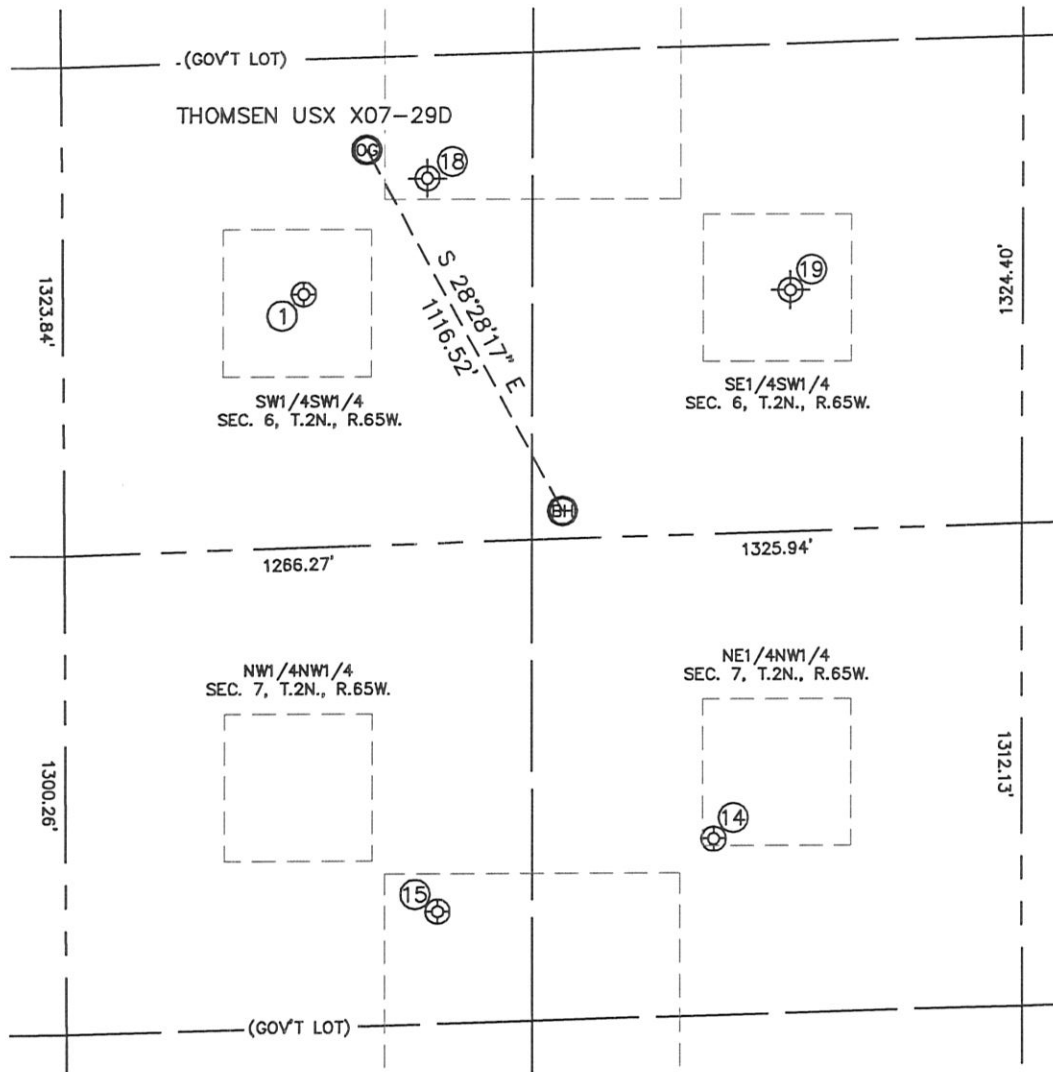 .(GOV'T LOT)
THOMSEN USX X07-29D
OG
18
19
1
1323.84'
1324.40'
S 28°28'17" E
1116.52'
SW1/4SW1/4
SEC. 6, T.2N., R.65W.
SE1/4SW1/4
SEC. 6, T.2N., R.65W.
BH
1266.27'
1325.94'
NW1/4NW1/4
SEC. 7, T.2N., R.65W.
NE1/4NW1/4
SEC. 7, T.2N., R.65W.
1300.26'
1312.13'
14
15
(GOV'T LOT)